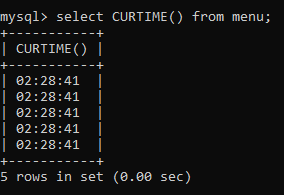 mysql> select CURTIME() from menu;
+-----------+
| CURTIME() |
+-----------+
| 02:28:41  |
| 02:28:41  |
| 02:28:41  |
| 02:28:41  |
| 02:28:41  |
+-----------+
5 rows in set (0.00 sec)